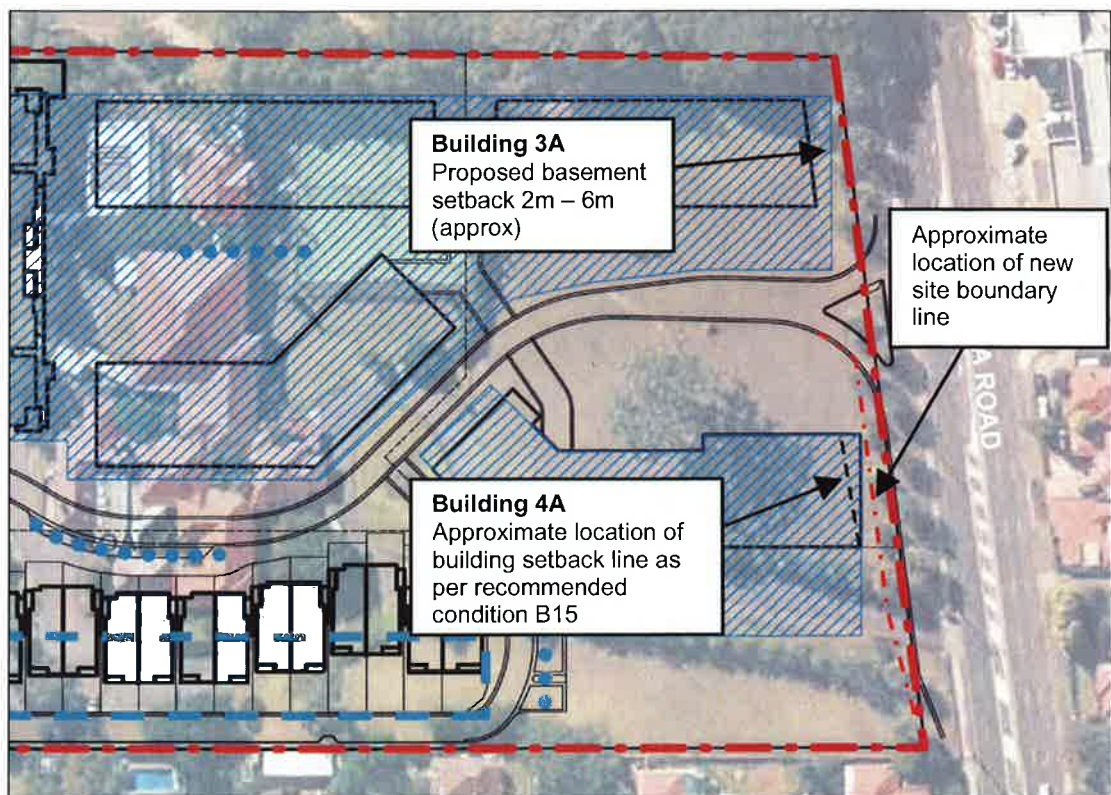 Building 3A
Proposed basement
setback 2m – 6m
(approx)
Approximate
location of new
site boundary
line
A ROAD
Building 4A
Approximate location of
building setback line as
per recommended
condition B15